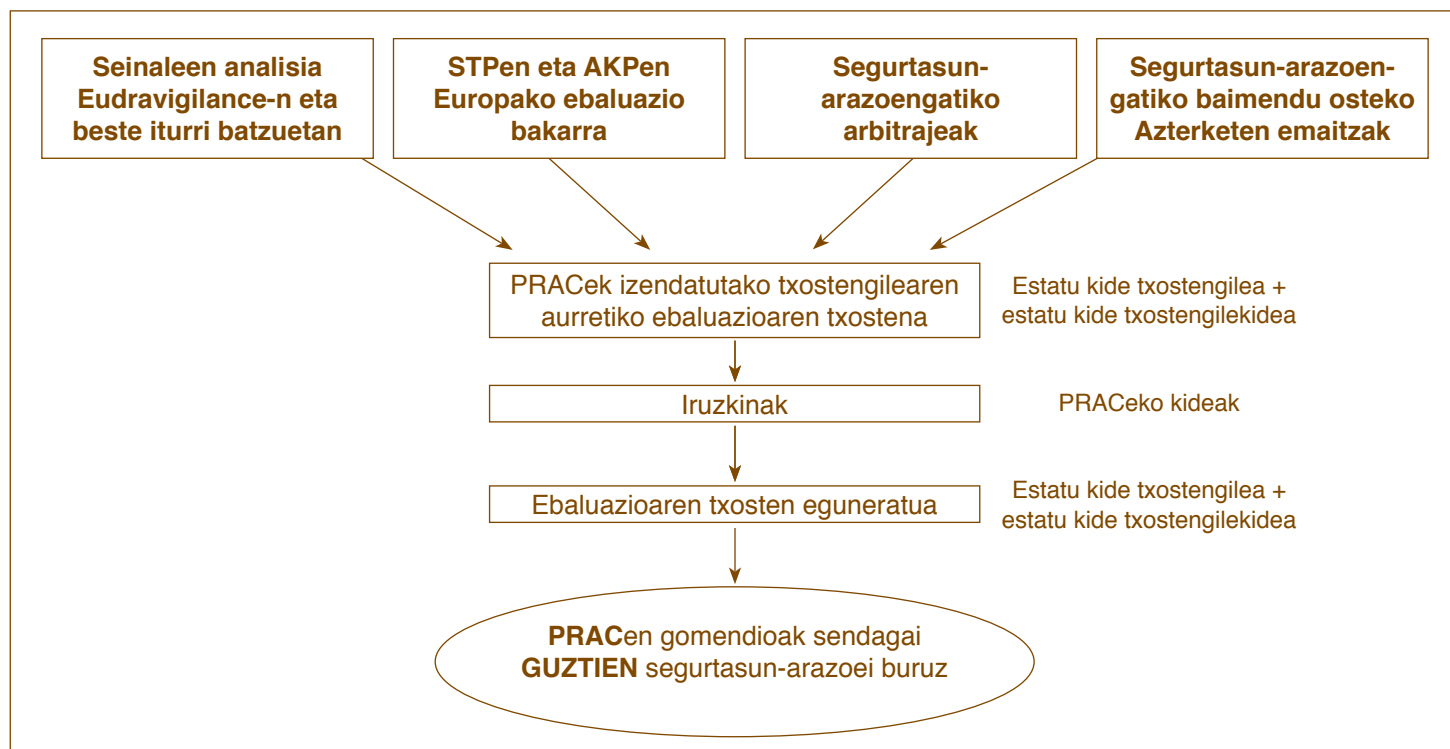 Seinaleen analisia
Eudravigilance-n eta
beste iturri batzuetan
STPen eta AKPen
Europako ebaluazio
bakarra
Segurtasun-
arazoengatiko
arbitrajeak
Segurtasun-arazoen-
gatiko baimendu osteko
Azterketen emaitzak
PRACek izendatutako txostengilearen
aurretiko ebaluazioaren txostena
Estatu kide txostengilea +
estatu kide txostengilekidea
Iruzkinak
PRACeko kideak
Ebaluazioaren txosten eguneratua
Estatu kide txostengilea +
estatu kide txostengilekidea
PRACen gomendioak sendagai
GUZTIEN segurtasun-arazoei buruz